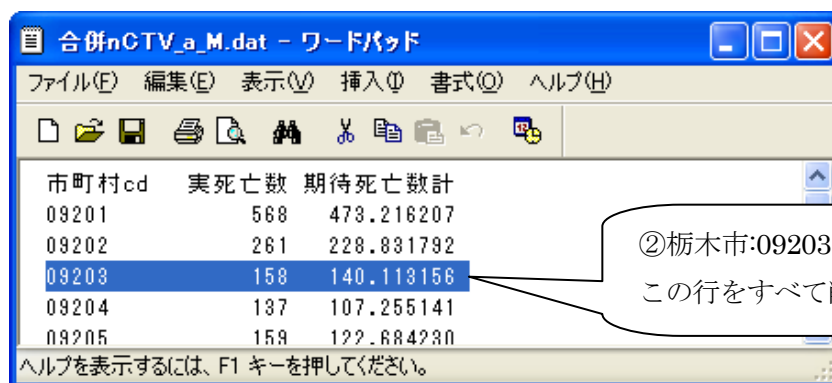 合併nCTV_a_M.dat - ワードパッド
ファイル(F) 編集(E) 表示(V) 挿入(I) 書式(O) ヘルプ(H)
市町村cd 実死亡数 期待死亡数計
09201 568 473.216207
09202 261 228.831792
09203 158 140.113156
09204 137 107.255141
09205 159 122.684230
②栃木市:09203
この行をすべて
ヘルプを表示するには、F1 キーを押してください。